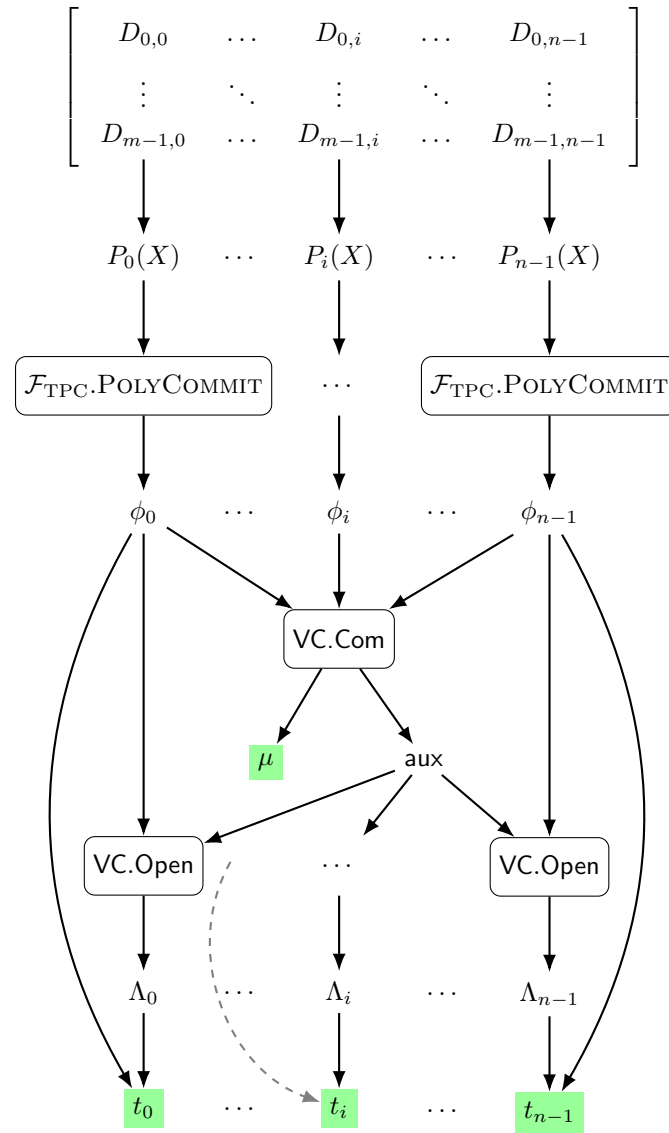 D_{0,0} ... D_{0,i} ... D_{0,n−1}
⋮ ⋱ ⋮ ⋱ ⋮
D_{m−1,0} ... D_{m−1,i} ... D_{m−1,n−1}
P_0(X) ... P_i(X) ... P_{n−1}(X)
F_TPC.POLYCOMMIT ... F_TPC.POLYCOMMIT
ϕ_0 ... ϕ_i ... ϕ_{n−1}
VC.Com
μ aux
VC.Open ... VC.Open
Λ_0 ... Λ_i ... Λ_{n−1}
t_0 ... t_i ... t_{n−1}